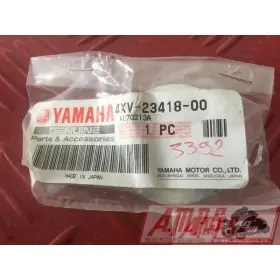 YAMAHA
4XV-23418-00
GENUINE
Parts & Accessories
1 PC
3392
MADE IN JAPAN
YAMAHA MOTOR CO., LTD.